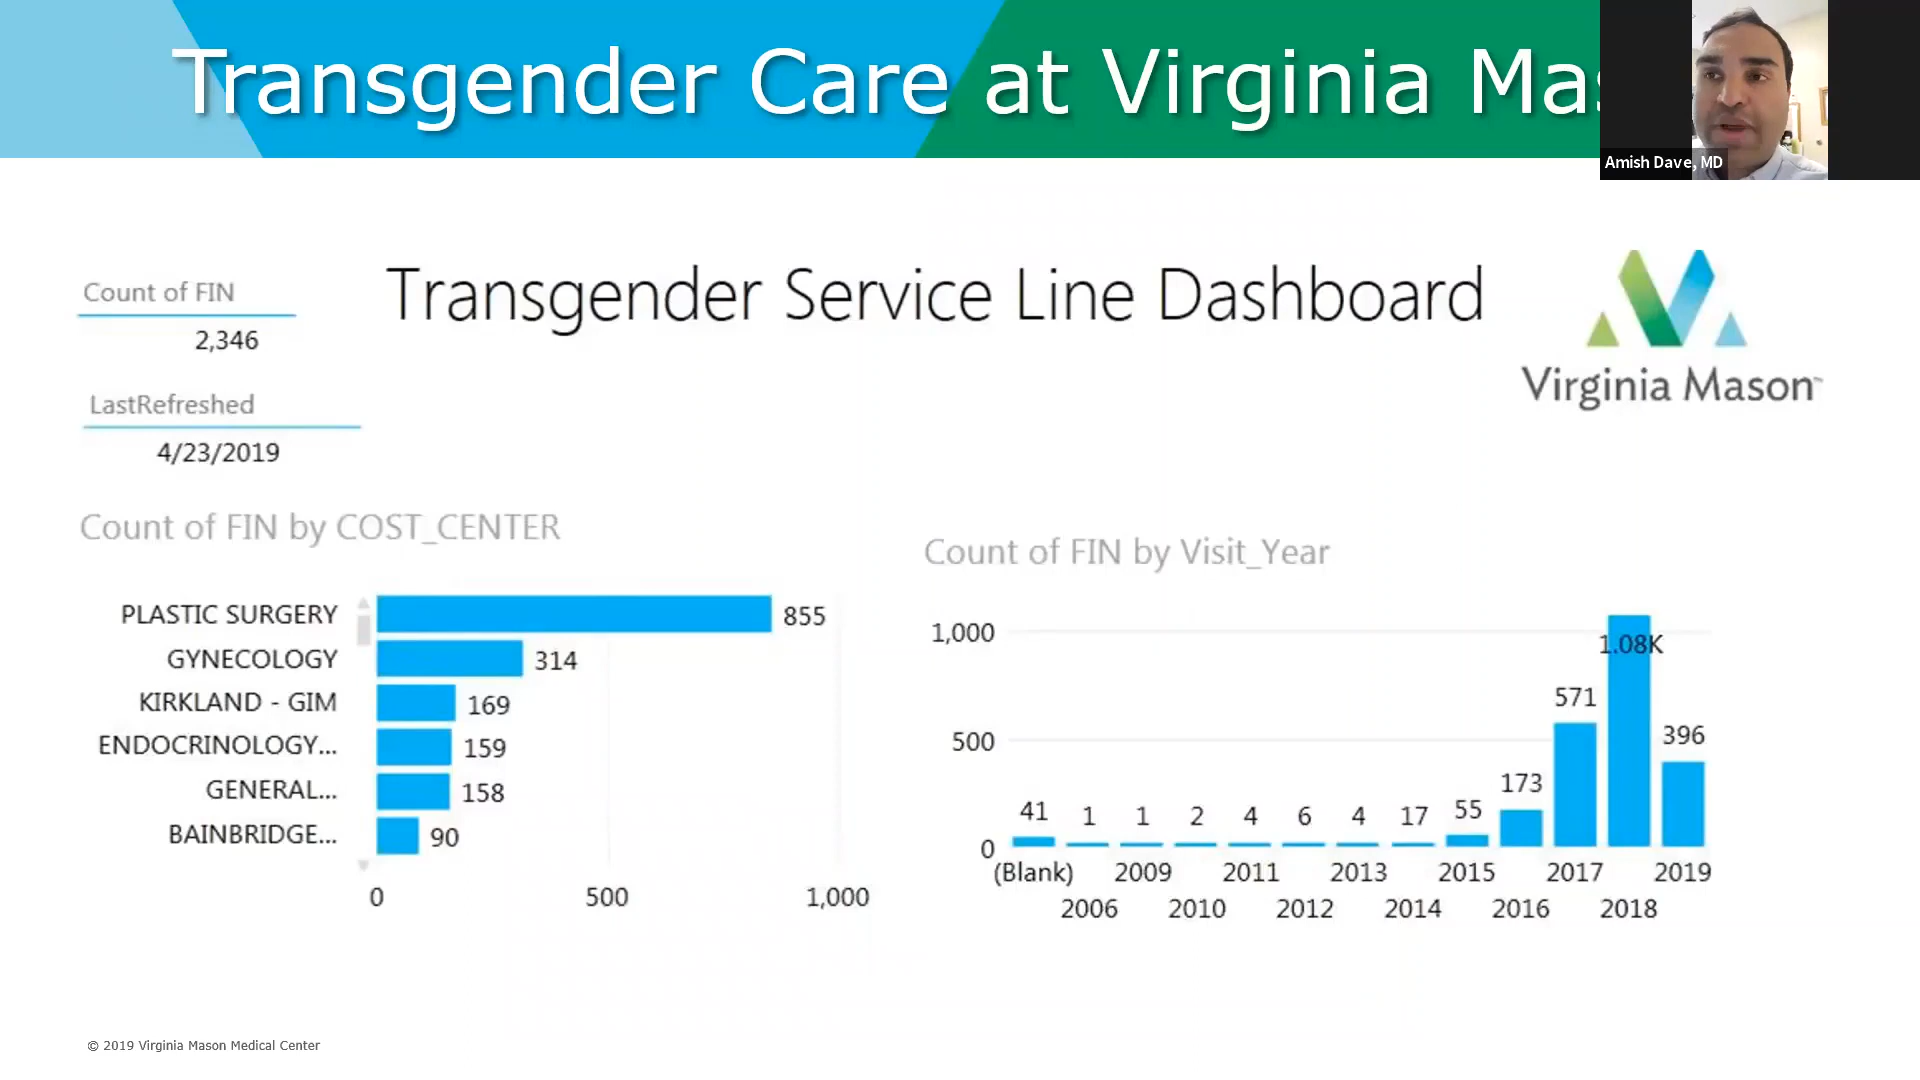 Transgender Care at Virginia Mas
Amish Dave, MD
Transgender Service Line Dashboard
Count of FIN
2,346
LastRefreshed
4/23/2019
Virginia Mason™
Count of FIN by COST_CENTER
PLASTIC SURGERY 855
GYNECOLOGY 314
KIRKLAND - GIM 169
ENDOCRINOLOGY... 159
GENERAL... 158
BAINBRIDGE... 90
0 500 1,000
Count of FIN by Visit_Year
1,000
500
0
41 1 1 2 4 6 4 17 55 173 571 1.08K 396
(Blank) 2009 2011 2013 2015 2017 2019
2006 2010 2012 2014 2016 2018
© 2019 Virginia Mason Medical Center